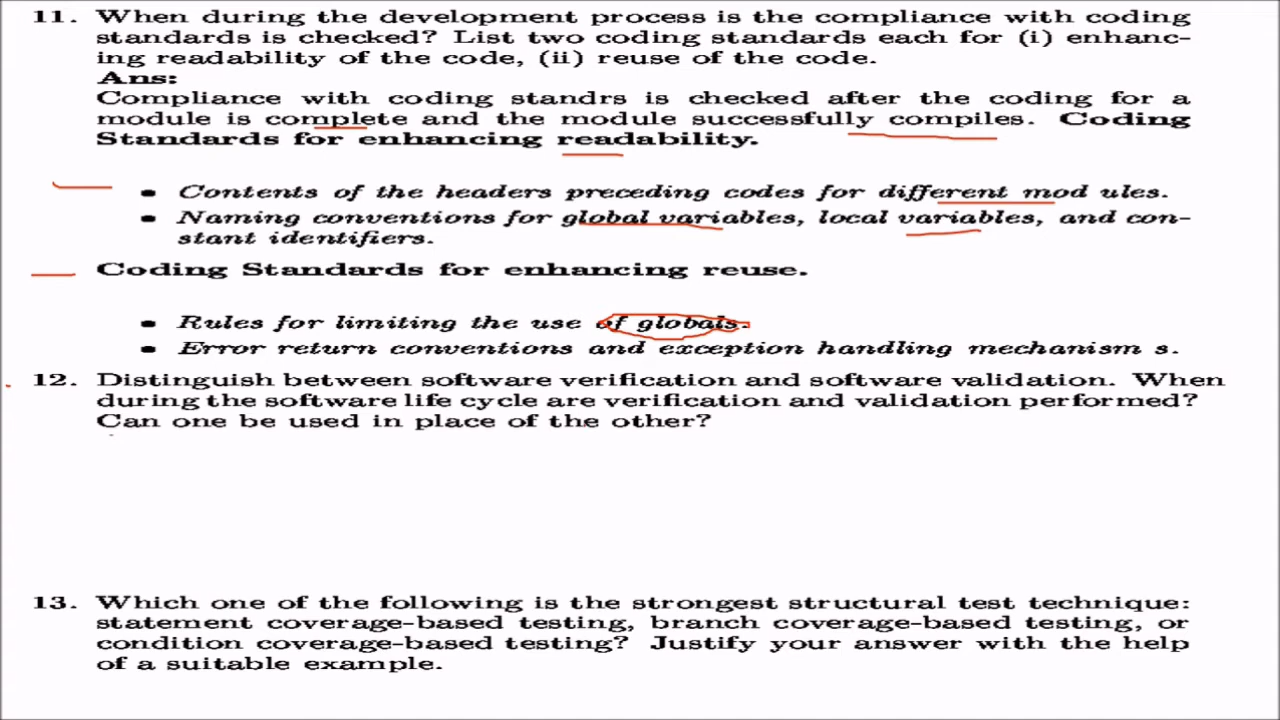 11. When during the development process is the compliance with coding
standards is checked? List two coding standards each for (i) enhanc-
ing readability of the code, (ii) reuse of the code.
Ans:
Compliance with coding standrs is checked after the coding for a
module is complete and the module successfully compiles. Coding
Standards for enhancing readability.
• Contents of the headers preceding codes for different mod ules.
• Naming conventions for global variables, local variables, and con-
stant identifiers.
Coding Standards for enhancing reuse.
• Rules for limiting the use of globals.
• Error return conventions and exception handling mechanism s.
12. Distinguish between software verification and software validation. When
during the software life cycle are verification and validation performed?
Can one be used in place of the other?
13. Which one of the following is the strongest structural test technique:
statement coverage-based testing, branch coverage-based testing, or
condition coverage-based testing? Justify your answer with the help
of a suitable example.